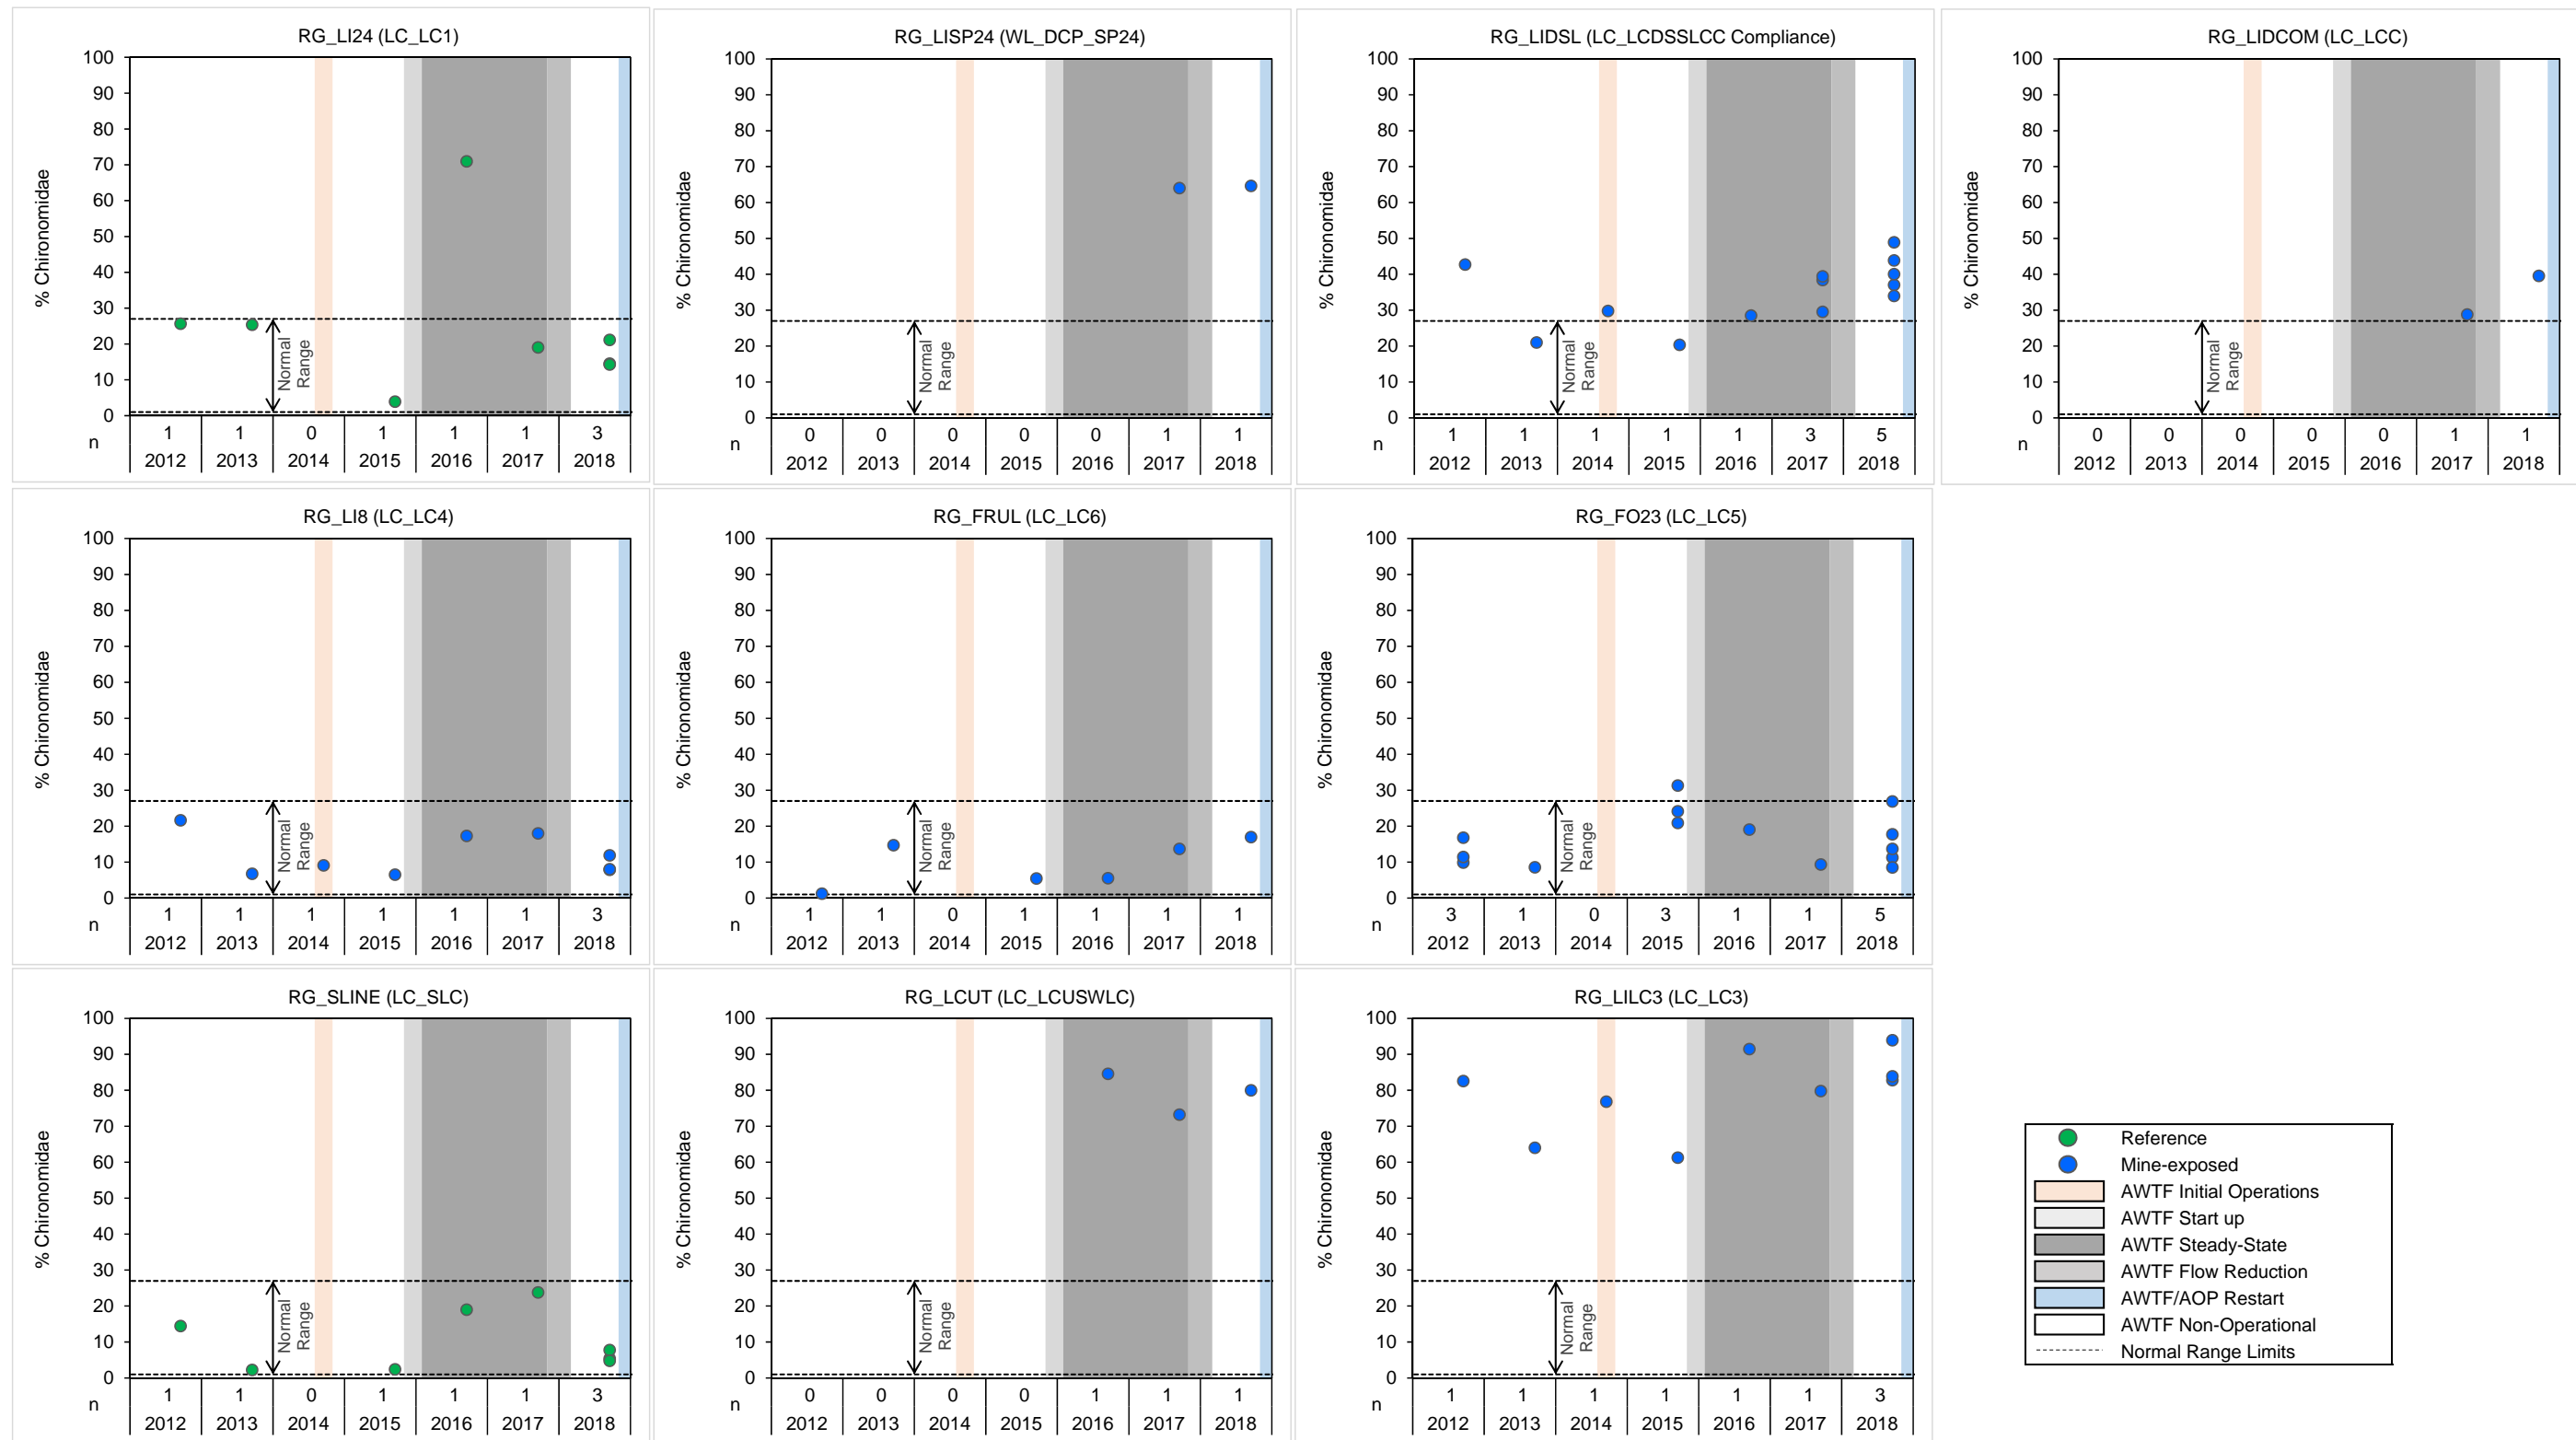 RG_LI24 (LC_LC1)
% Chironomidae
100
90
80
70
60
50
40
30
20
10
0
Normal Range
n 1 1 0 1 1 1 3
2012 2013 2014 2015 2016 2017 2018
RG_LISP24 (WL_DCP_SP24)
% Chironomidae
100
90
80
70
60
50
40
30
20
10
0
Normal Range
n 0 0 0 0 0 1 1
2012 2013 2014 2015 2016 2017 2018
RG_LIDSL (LC_LCDSSLCC Compliance)
% Chironomidae
100
90
80
70
60
50
40
30
20
10
0
Normal Range
n 1 1 1 1 1 3 5
2012 2013 2014 2015 2016 2017 2018
RG_LIDCOM (LC_LCC)
% Chironomidae
100
90
80
70
60
50
40
30
20
10
0
Normal Range
n 0 0 0 0 0 1 1
2012 2013 2014 2015 2016 2017 2018
RG_LI8 (LC_LC4)
% Chironomidae
100
90
80
70
60
50
40
30
20
10
0
Normal Range
n 1 1 1 1 1 1 3
2012 2013 2014 2015 2016 2017 2018
RG_FRUL (LC_LC6)
% Chironomidae
100
90
80
70
60
50
40
30
20
10
0
Normal Range
n 1 1 0 1 1 1 1
2012 2013 2014 2015 2016 2017 2018
RG_FO23 (LC_LC5)
% Chironomidae
100
90
80
70
60
50
40
30
20
10
0
Normal Range
n 3 1 0 3 1 1 5
2012 2013 2014 2015 2016 2017 2018
RG_SLINE (LC_SLC)
% Chironomidae
100
90
80
70
60
50
40
30
20
10
0
Normal Range
n 1 1 0 1 1 1 3
2012 2013 2014 2015 2016 2017 2018
RG_LCUT (LC_LCUSWLC)
% Chironomidae
100
90
80
70
60
50
40
30
20
10
0
Normal Range
n 0 0 0 0 1 1 1
2012 2013 2014 2015 2016 2017 2018
RG_LILC3 (LC_LC3)
% Chironomidae
100
90
80
70
60
50
40
30
20
10
0
Normal Range
n 1 1 1 1 1 1 3
2012 2013 2014 2015 2016 2017 2018
Reference
Mine-exposed
AWTF Initial Operations
AWTF Start up
AWTF Steady-State
AWTF Flow Reduction
AWTF/AOP Restart
AWTF Non-Operational
Normal Range Limits